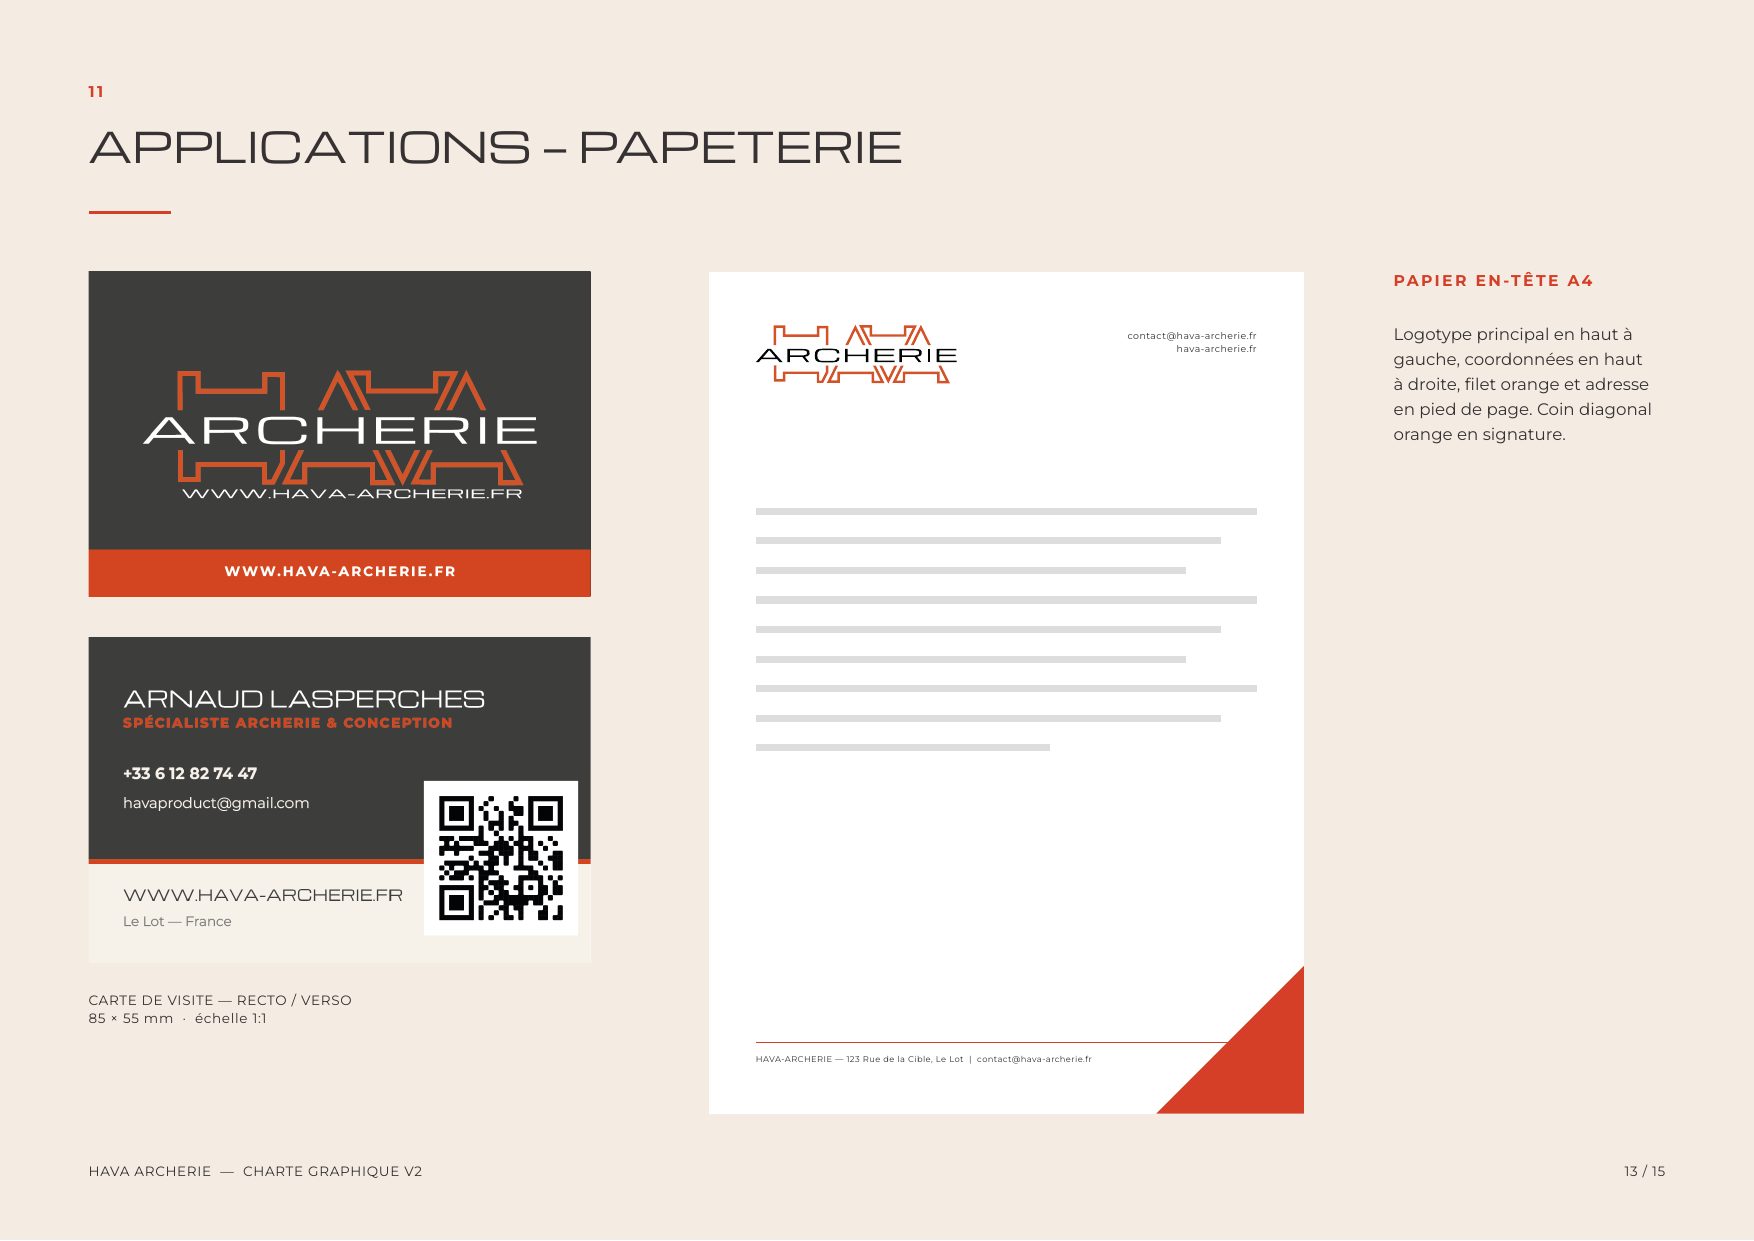 11
APPLICATIONS – PAPETERIE
HAVA
ARCHERIE
WWW.HAVA-ARCHERIE.FR
WWW.HAVA-ARCHERIE.FR
ARNAUD LASPERCHES
SPÉCIALISTE ARCHERIE & CONCEPTION
+33 6 12 82 74 47
havaproduct@gmail.com
WWW.HAVA-ARCHERIE.FR
Le Lot — France
CARTE DE VISITE — RECTO / VERSO
85 × 55 mm · échelle 1:1
HAVA
ARCHERIE
contact@hava-archerie.fr
hava-archerie.fr
HAVA-ARCHERIE — 123 Rue de la Cible, Le Lot | contact@hava-archerie.fr
PAPIER EN-TÊTE A4
Logotype principal en haut à
gauche, coordonnées en haut
à droite, filet orange et adresse
en pied de page. Coin diagonal
orange en signature.
HAVA ARCHERIE — CHARTE GRAPHIQUE V2
13 / 15